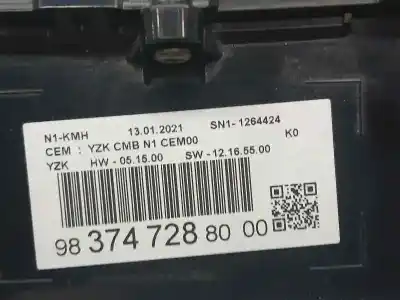 N1-KMH 13.01.2021 SN1-1264424
CEM : YZK CMB N1 CEM00 K0
YZK HW-05.15.00 SW-12.16.55.00
98 374 728 80 00